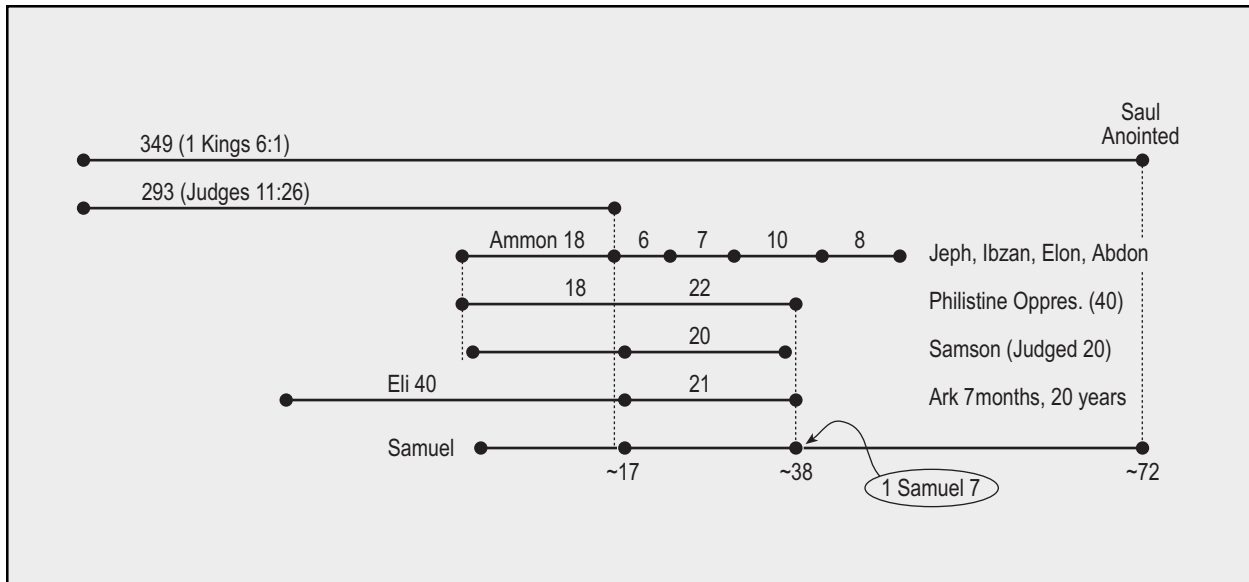 Saul
Anointed
349 (1 Kings 6:1)
293 (Judges 11:26)
Ammon 18 6 7 10 8 Jeph, Ibzan, Elon, Abdon
18 22 Philistine Oppres. (40)
20 Samson (Judged 20)
Eli 40 21 Ark 7months, 20 years
Samuel
~17 ~38 ~72
1 Samuel 7